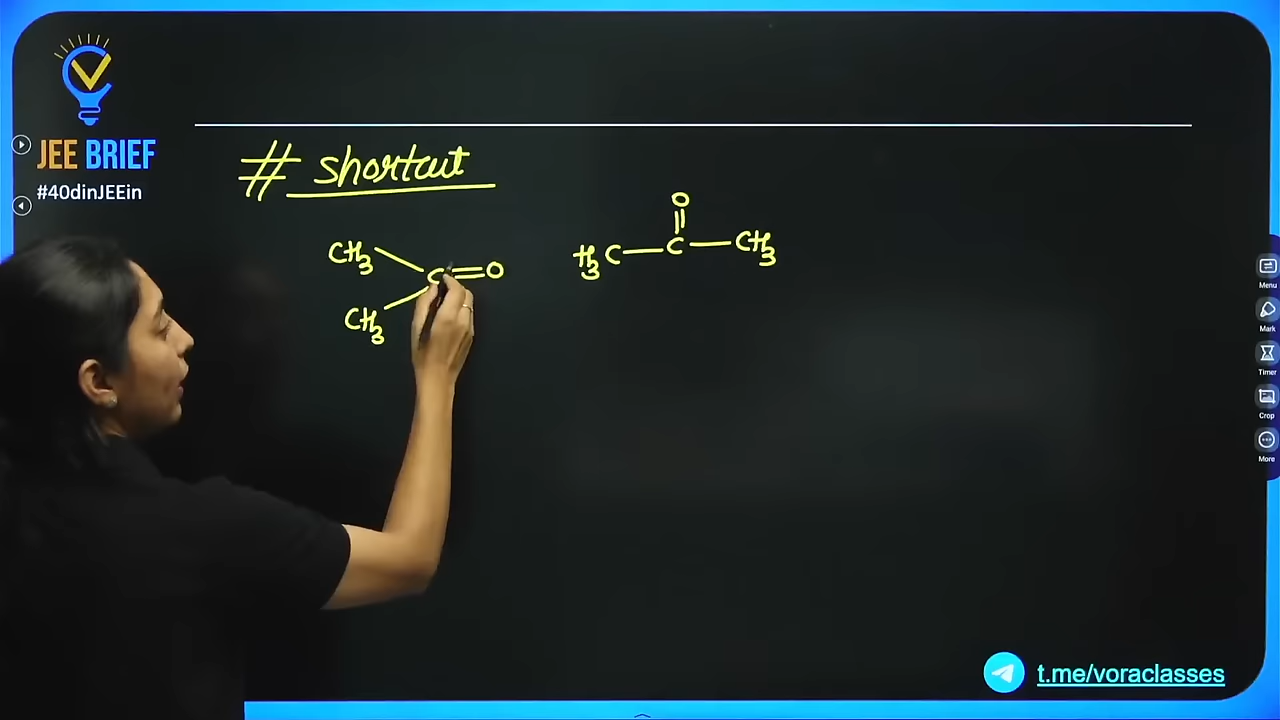 JEE BRIEF
#40dinJEEin
# shortcut
O
CH3 C=O H3C—C—CH3
CH3
Menu
Mark
Timer
Crop
More
t.me/voraclasses